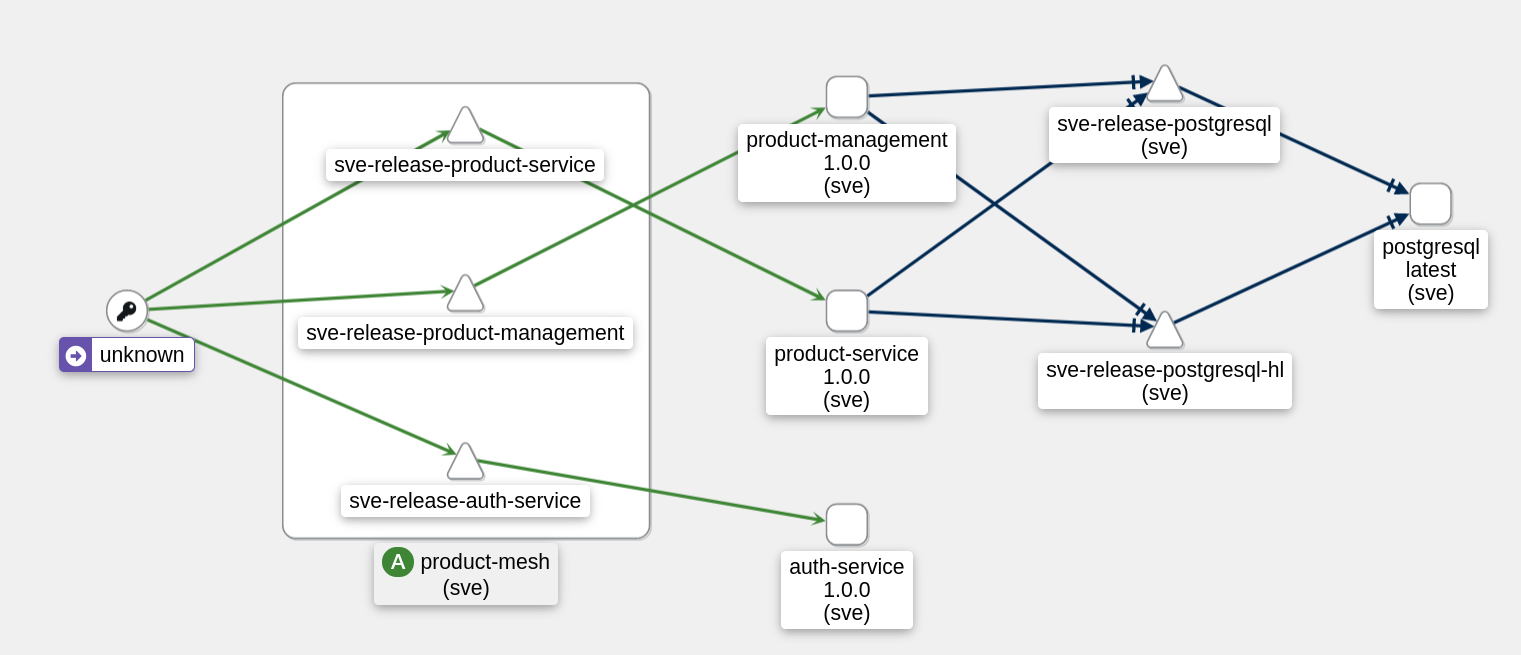 sve-release-product-service
sve-release-product-management
sve-release-auth-service
A product-mesh
(sve)
unknown
product-management
1.0.0
(sve)
product-service
1.0.0
(sve)
auth-service
1.0.0
(sve)
sve-release-postgresql
(sve)
sve-release-postgresql-hl
(sve)
postgresql
latest
(sve)